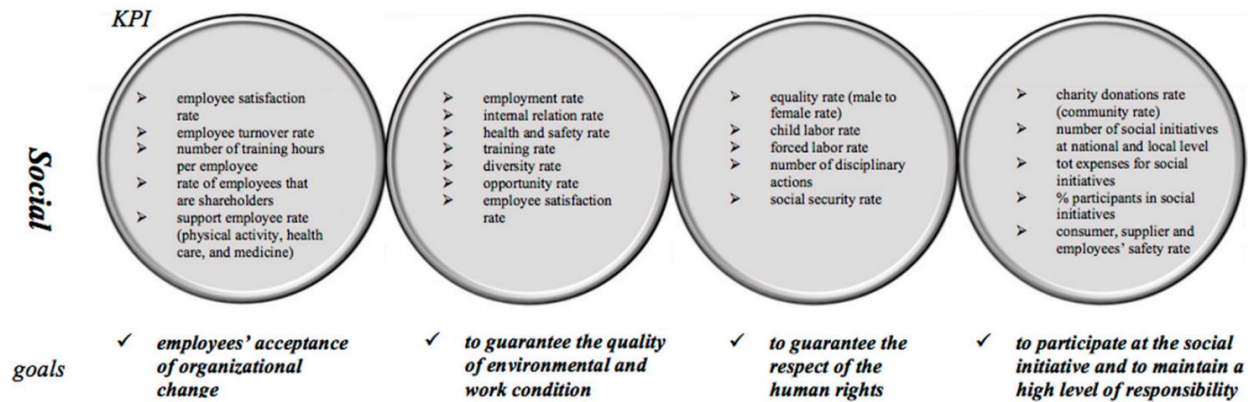 KPI
Social
employee satisfaction
rate
employee turnover rate
number of training hours
per employee
rate of employees that
are shareholders
support employee rate
(physical activity, health
care, and medicine)
employment rate
internal relation rate
health and safety rate
training rate
diversity rate
opportunity rate
employee satisfaction
rate
equality rate (male to
female rate)
child labor rate
forced labor rate
number of disciplinary
actions
social security rate
charity donations rate
(community rate)
number of social initiatives
at national and local level
tot expenses for social
initiatives
% participants in social
initiatives
consumer, supplier and
employees' safety rate
goals
employees' acceptance
of organizational
change
to guarantee the quality
of environmental and
work condition
to guarantee the
respect of the
human rights
to participate at the social
initiative and to maintain a
high level of responsibility